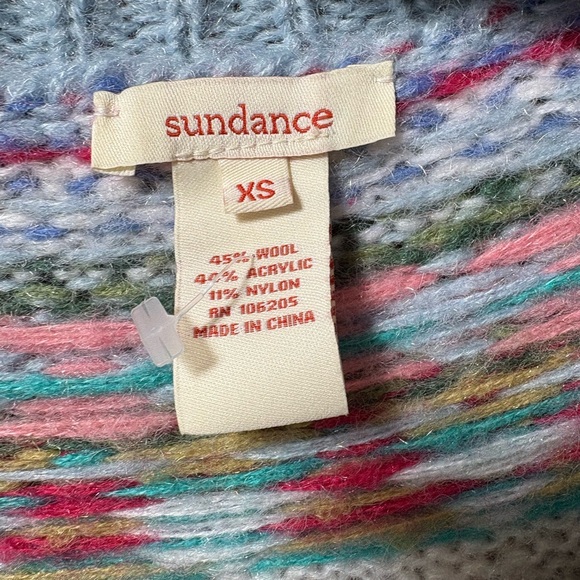 sundance
XS
45% WOOL
44% ACRYLIC
11% NYLON
RN 106205
MADE IN CHINA